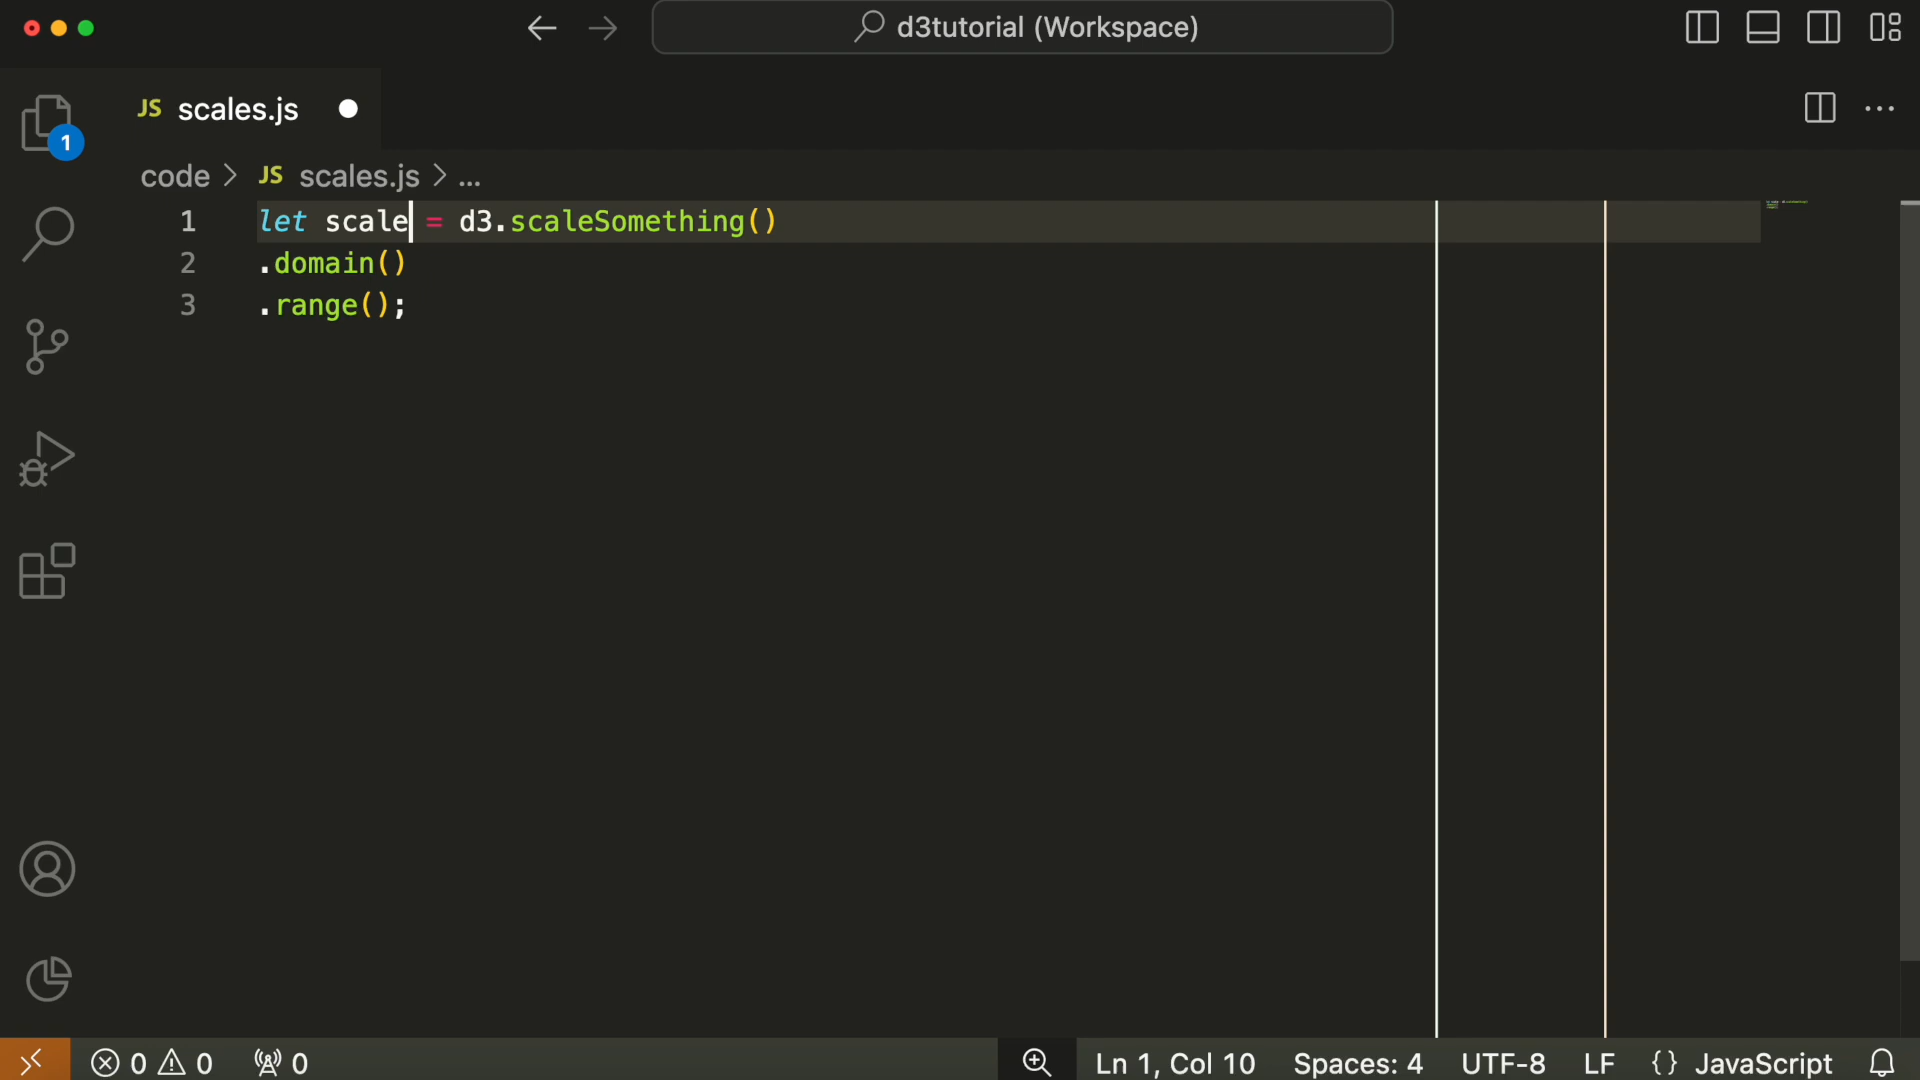 d3tutorial (Workspace)
JS scales.js
1
code > JS scales.js > ...
1 let scale = d3.scaleSomething()
2 .domain()
3 .range();
0 0 0
Ln 1, Col 10 Spaces: 4 UTF-8 LF {} JavaScript